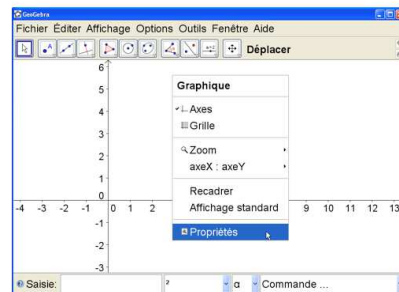 GeoGebra
Fichier Éditer Affichage Options Outils Fenêtre Aide
Déplacer
Graphique
Axes
Grille
Zoom
axeX : axeY
Recadrer
Affichage standard
Propriétés
6
5
4
3
2
1
0
-4 -3 -2 -1 0 1 2 9 10 11 12 13
-1
-2
-3
Saisie: ² α Commande ...